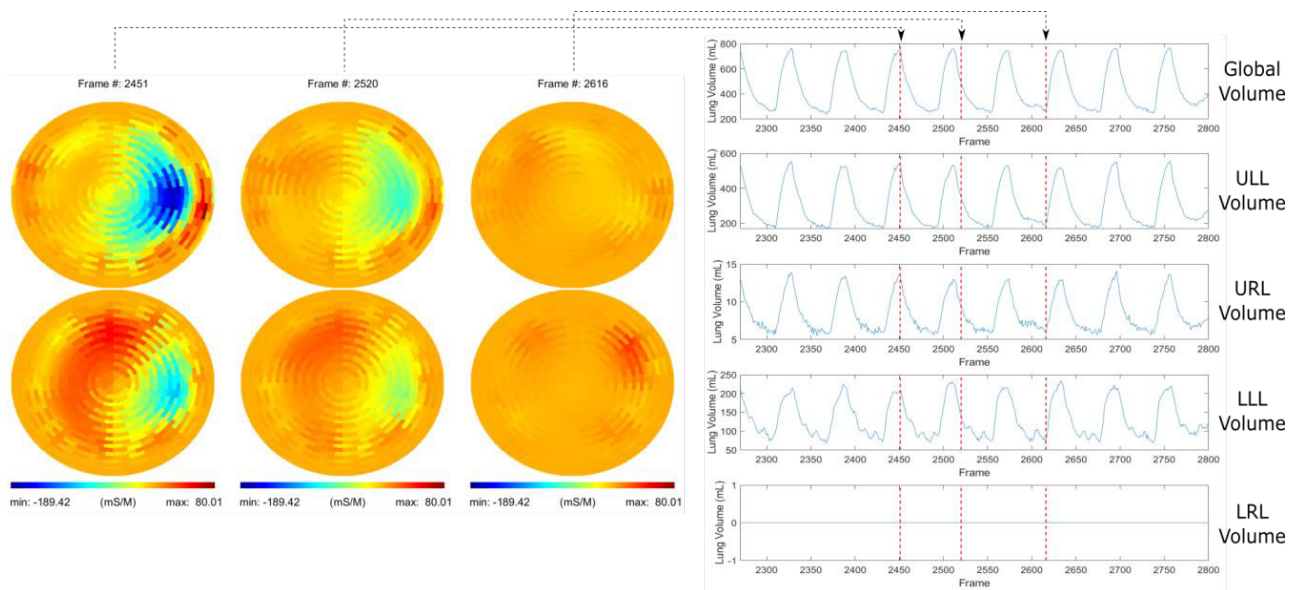 Frame #: 2451
Frame #: 2520
Frame #: 2616
min: -189.42 (mS/M) max: 80.01
min: -189.42 (mS/M) max: 80.01
min: -189.42 (mS/M) max: 80.01
Lung Volume (mL)
800
600
400
200
2300 2350 2400 2450 2500 2550 2600 2650 2700 2750 2800
Frame
Global
Volume
Lung Volume (mL)
600
400
200
2300 2350 2400 2450 2500 2550 2600 2650 2700 2750 2800
Frame
ULL
Volume
Lung Volume (mL)
15
10
5
2300 2350 2400 2450 2500 2550 2600 2650 2700 2750 2800
Frame
URL
Volume
Lung Volume (mL)
250
200
150
100
50
2300 2350 2400 2450 2500 2550 2600 2650 2700 2750 2800
Frame
LLL
Volume
Lung Volume (mL)
1
0
-1
2300 2350 2400 2450 2500 2550 2600 2650 2700 2750 2800
Frame
LRL
Volume